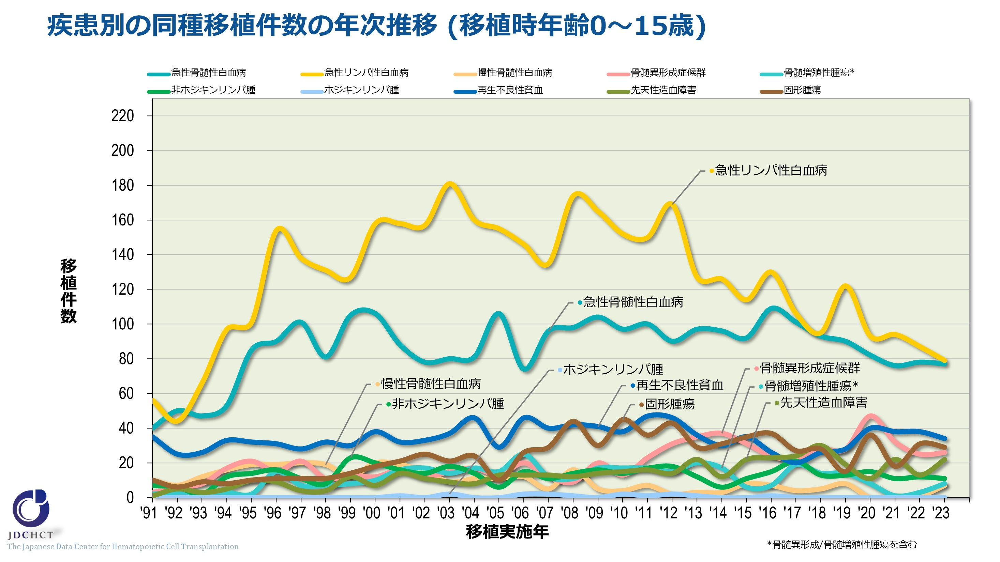 疾患別の同種移植件数の年次推移 (移植時年齢0～15歳)
急性骨髄性白血病 急性リンパ性白血病 慢性骨髄性白血病 骨髄異形成症候群 骨髄増殖性腫瘍*
非ホジキンリンパ腫 ホジキンリンパ腫 再生不良性貧血 先天性造血障害 固形腫瘍
移植件数
220
200
180
160
140
120
100
80
60
40
20
0
急性リンパ性白血病
急性骨髄性白血病
ホジキンリンパ腫
骨髄異形成症候群
慢性骨髄性白血病
再生不良性貧血
骨髄増殖性腫瘍*
非ホジキンリンパ腫
固形腫瘍
先天性造血障害
'91 '92 '93 '94 '95 '96 '97 '98 '99 '00 '01 '02 '03 '04 '05 '06 '07 '08 '09 '10 '11 '12 '13 '14 '15 '16 '17 '18 '19 '20 '21 '22 '23
移植実施年
JDCHCT
The Japanese Data Center for Hematopoietic Cell Transplantation
*骨髄異形成/骨髄増殖性腫瘍を含む